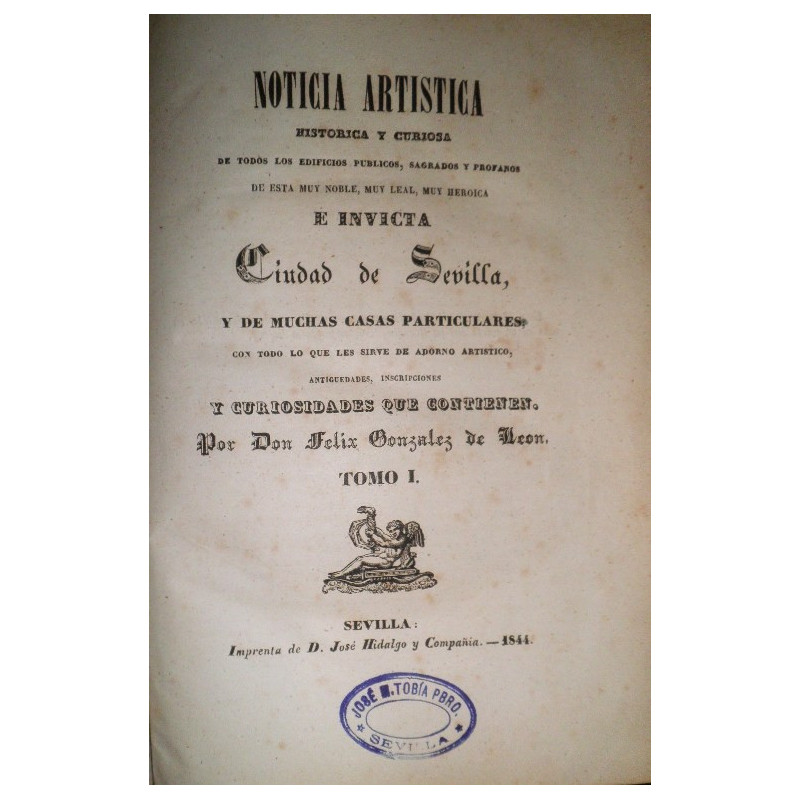 NOTICIA ARTISTICA
HISTORICA Y CURIOSA
DE TODOS LOS EDIFICIOS PUBLICOS, SAGRADOS Y PROFANOS
DE ESTA MUY NOBLE, MUY LEAL, MUY HEROICA
E INVICTA
Ciudad de Sevilla,
Y DE MUCHAS CASAS PARTICULARES;
CON TODO LO QUE LES SIRVE DE ADORNO ARTISTICO,
ANTIGUEDADES, INSCRIPCIONES
Y CURIOSIDADES QUE CONTIENEN.
Por Don Felix Gonzalez de Leon.
TOMO I.
SEVILLA:
Imprenta de D. José Hidalgo y Compañia. — 1844.
JOSÉ M. TOBÍA PBRO.
SEVILLA